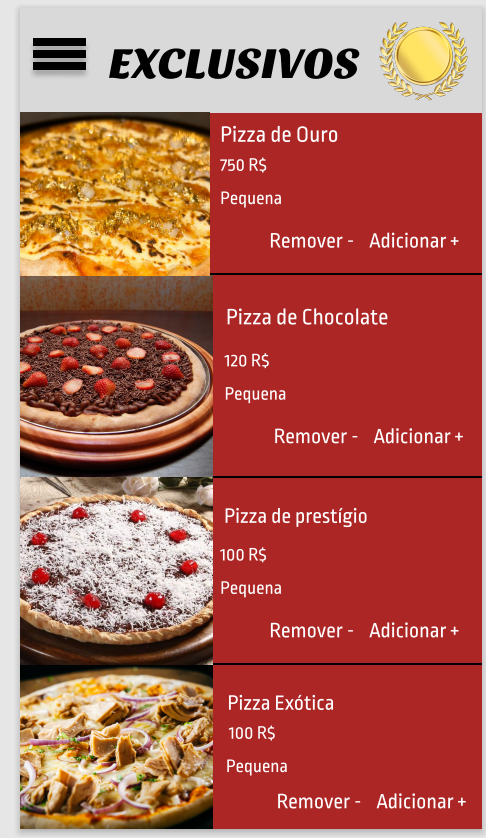 EXCLUSIVOS
Pizza de Ouro
750 R$
Pequena
Remover - Adicionar +
Pizza de Chocolate
120 R$
Pequena
Remover - Adicionar +
Pizza de prestígio
100 R$
Pequena
Remover - Adicionar +
Pizza Exótica
100 R$
Pequena
Remover - Adicionar +